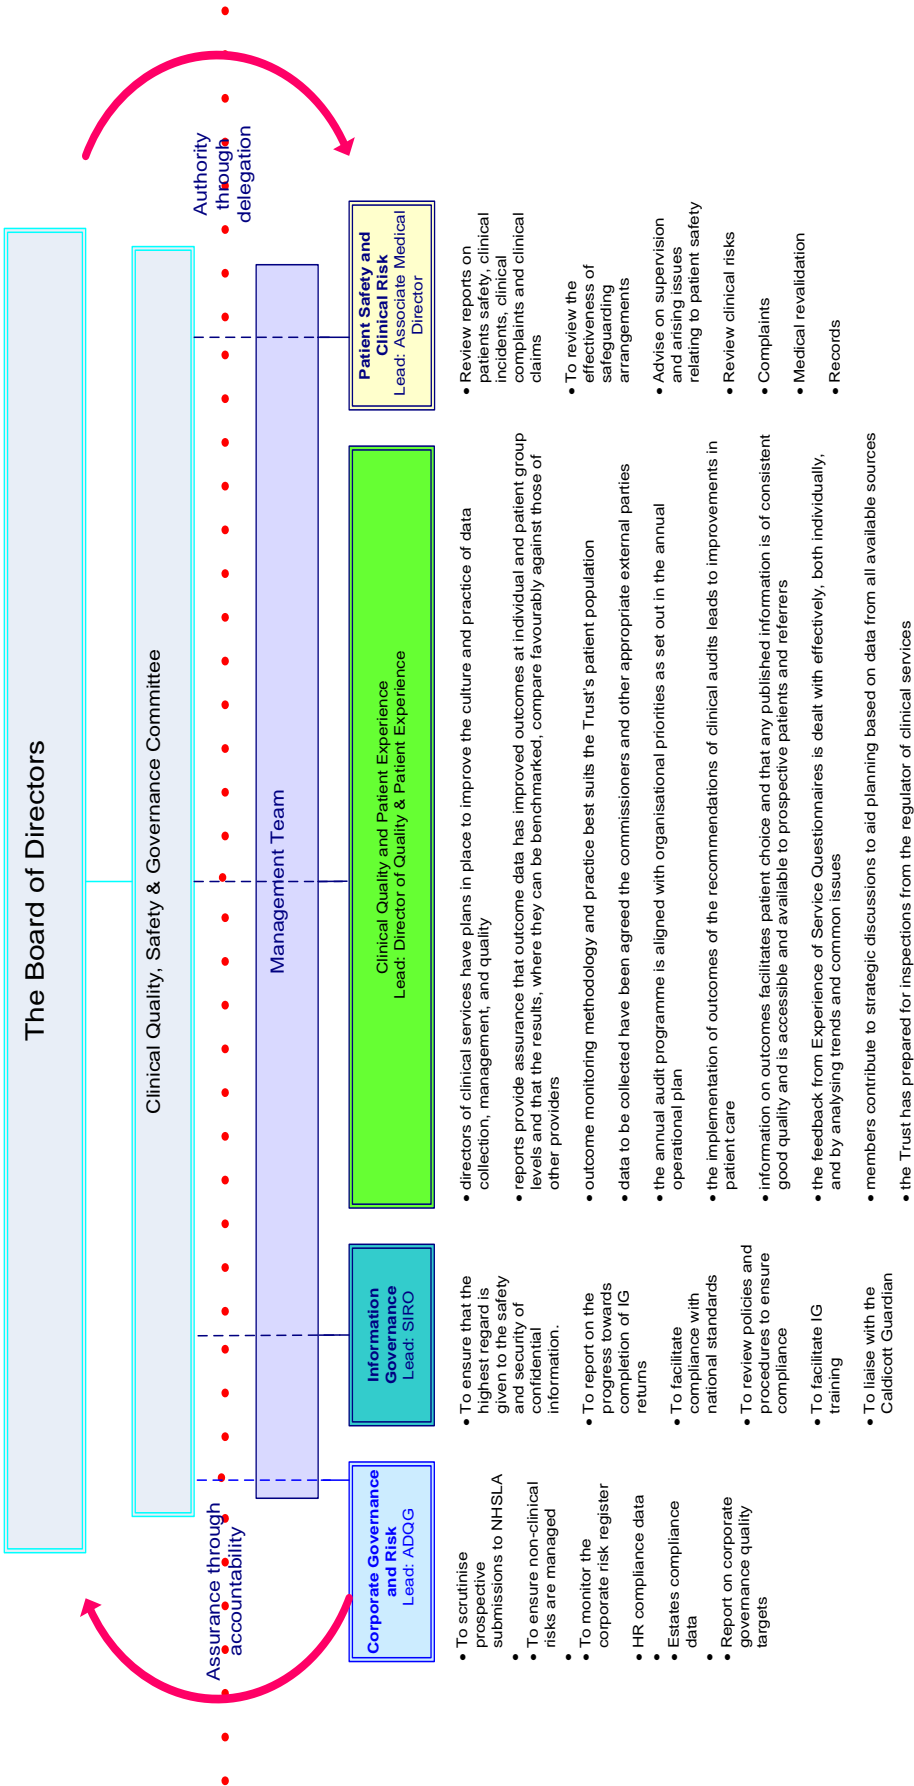 The Board of Directors
Clinical Quality, Safety & Governance Committee
Assurance through
accountability
Authority
through
delegation
Management Team
Corporate Governance
and Risk
Lead: ADQG
• To scrutinise
prospective
submissions to NHSLA
•
• To ensure non-clinical
risks are managed
•
• To monitor the
corporate risk register
• HR compliance data
•
• Estates compliance
data
•
• Report on corporate
governance quality
targets
Information
Governance
Lead: SIRO
• To ensure that the
highest regard is
given to the safety
and security of
confidential
information.
• To report on the
progress towards
completion of IG
returns
• To facilitate
compliance with
national standards
• To review policies and
procedures to ensure
compliance
• To facilitate IG
training
• To liaise with the
Caldicott Guardian
Clinical Quality and Patient Experience
Lead: Director of Quality & Patient Experience
• directors of clinical services have plans in place to improve the culture and practice of data
collection, management, and quality
• reports provide assurance that outcome data has improved outcomes at individual and patient group
levels and that the results, where they can be benchmarked, compare favourably against those of
other providers
• outcome monitoring methodology and practice best suits the Trust's patient population
• data to be collected have been agreed the commissioners and other appropriate external parties
• the annual audit programme is aligned with organisational priorities as set out in the annual
operational plan
• the implementation of outcomes of the recommendations of clinical audits leads to improvements in
patient care
• information on outcomes facilitates patient choice and that any published information is of consistent
good quality and is accessible and available to prospective patients and referrers
• the feedback from Experience of Service Questionnaires is dealt with effectively, both individually,
and by analysing trends and common issues
• members contribute to strategic discussions to aid planning based on data from all available sources
• the Trust has prepared for inspections from the regulator of clinical services
Patient Safety and
Clinical Risk
Lead: Associate Medical
Director
• Review reports on
patients safety, clinical
incidents, clinical
complaints and clinical
claims
• To review the
effectiveness of
safeguarding
arrangements
• Advise on supervision
and arising issues
relating to patient safety
• Review clinical risks
• Complaints
• Medical revalidation
• Records